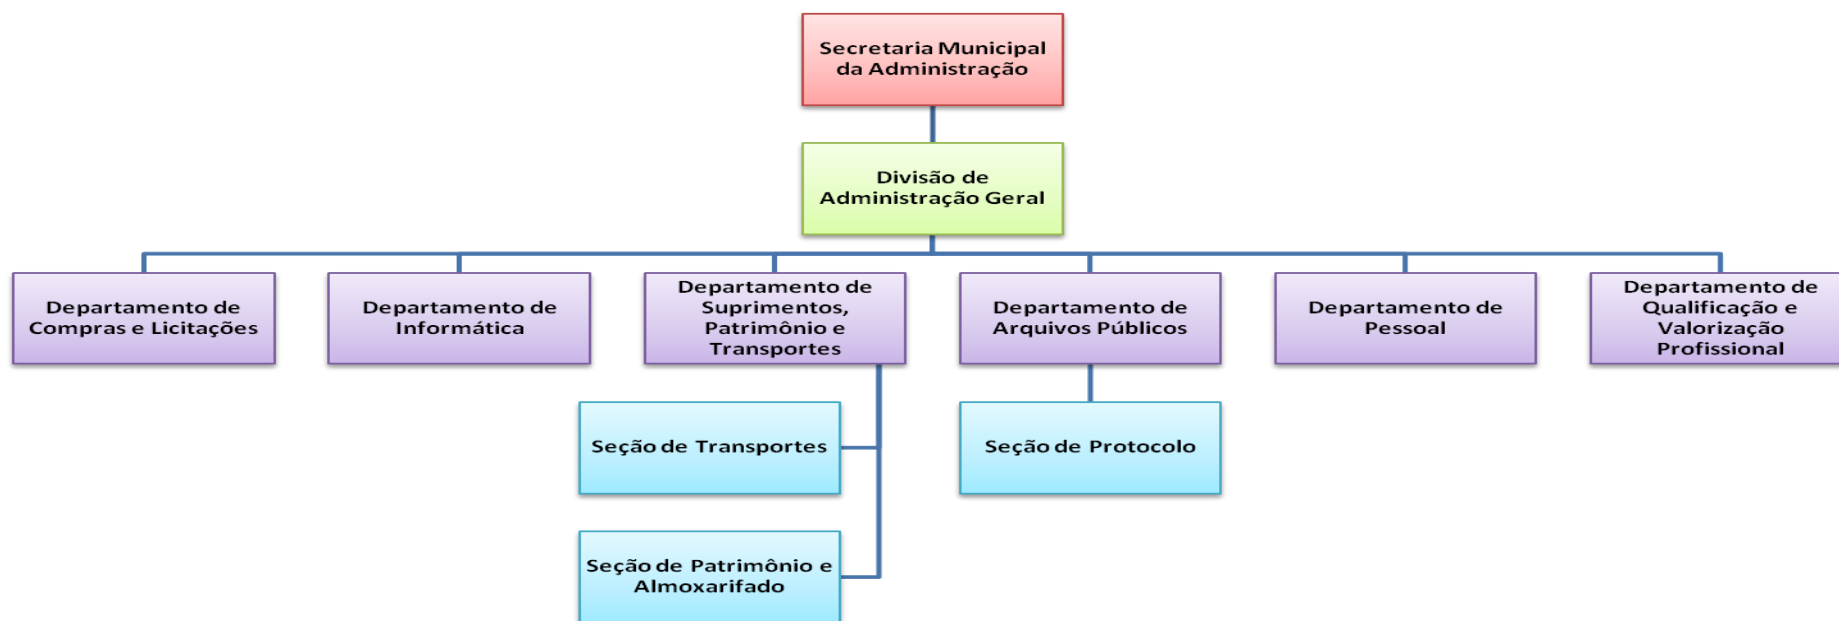 Secretaria Municipal
da Administração
Divisão de
Administração Geral
Departamento de
Compras e Licitações
Departamento de
Informática
Departamento de
Suprimentos,
Patrimônio e
Transportes
Departamento de
Arquivos Públicos
Departamento de
Pessoal
Departamento de
Qualificação e
Valorização
Profissional
Seção de Transportes
Seção de Protocolo
Seção de Patrimônio e
Almoxarifado